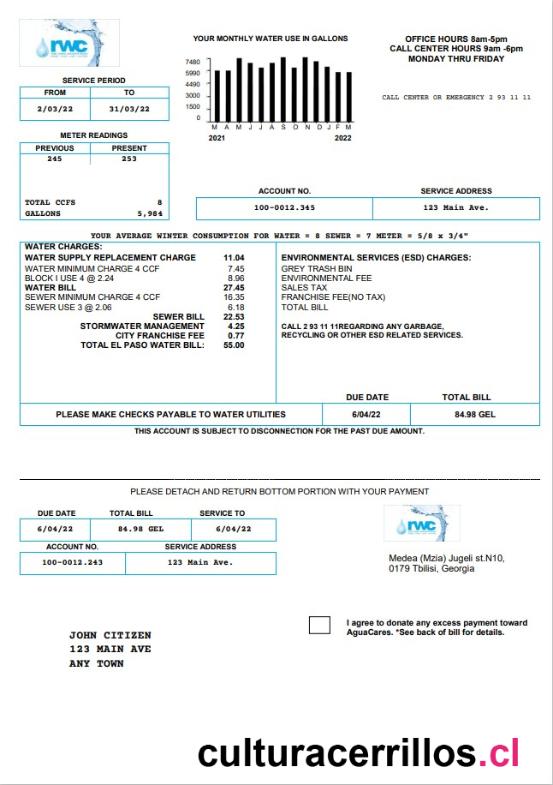 rwc
YOUR MONTHLY WATER USE IN GALLONS
OFFICE HOURS 8am-5pm
CALL CENTER HOURS 9am -6pm
MONDAY THRU FRIDAY
CALL CENTER OR EMERGENCY 2 93 11 11
7480
5990
4490
3000
1500
0
M A M J J A S O N D J F M
2021 2022
SERVICE PERIOD
FROM TO
2/03/22 31/03/22
METER READINGS
PREVIOUS PRESENT
245 253
TOTAL CCFS 8
GALLONS 5,984
ACCOUNT NO. SERVICE ADDRESS
100-0012.345 123 Main Ave.
YOUR AVERAGE WINTER CONSUMPTION FOR WATER = 8 SEWER = 7 METER = 5/8 x 3/4"
WATER CHARGES:
WATER SUPPLY REPLACEMENT CHARGE 11.04
WATER MINIMUM CHARGE 4 CCF 7.45
BLOCK I USE 4 @ 2.24 8.96
WATER BILL 27.45
SEWER MINIMUM CHARGE 4 CCF 16.35
SEWER USE 3 @ 2.06 6.18
SEWER BILL 22.53
STORMWATER MANAGEMENT 4.25
CITY FRANCHISE FEE 0.77
TOTAL EL PASO WATER BILL: 55.00
ENVIRONMENTAL SERVICES (ESD) CHARGES:
GREY TRASH BIN
ENVIRONMENTAL FEE
SALES TAX
FRANCHISE FEE(NO TAX)
TOTAL BILL
CALL 2 93 11 11REGARDING ANY GARBAGE,
RECYCLING OR OTHER ESD RELATED SERVICES.
DUE DATE TOTAL BILL
PLEASE MAKE CHECKS PAYABLE TO WATER UTILITIES 6/04/22 84.98 GEL
THIS ACCOUNT IS SUBJECT TO DISCONNECTION FOR THE PAST DUE AMOUNT.
PLEASE DETACH AND RETURN BOTTOM PORTION WITH YOUR PAYMENT
DUE DATE TOTAL BILL SERVICE TO
6/04/22 84.98 GEL 6/04/22
ACCOUNT NO. SERVICE ADDRESS
100-0012.243 123 Main Ave.
rwc
Medea (Mzia) Jugeli st.N10,
0179 Tbilisi, Georgia
I agree to donate any excess payment toward
AguaCares. *See back of bill for details.
JOHN CITIZEN
123 MAIN AVE
ANY TOWN
culturacerrillos.cl